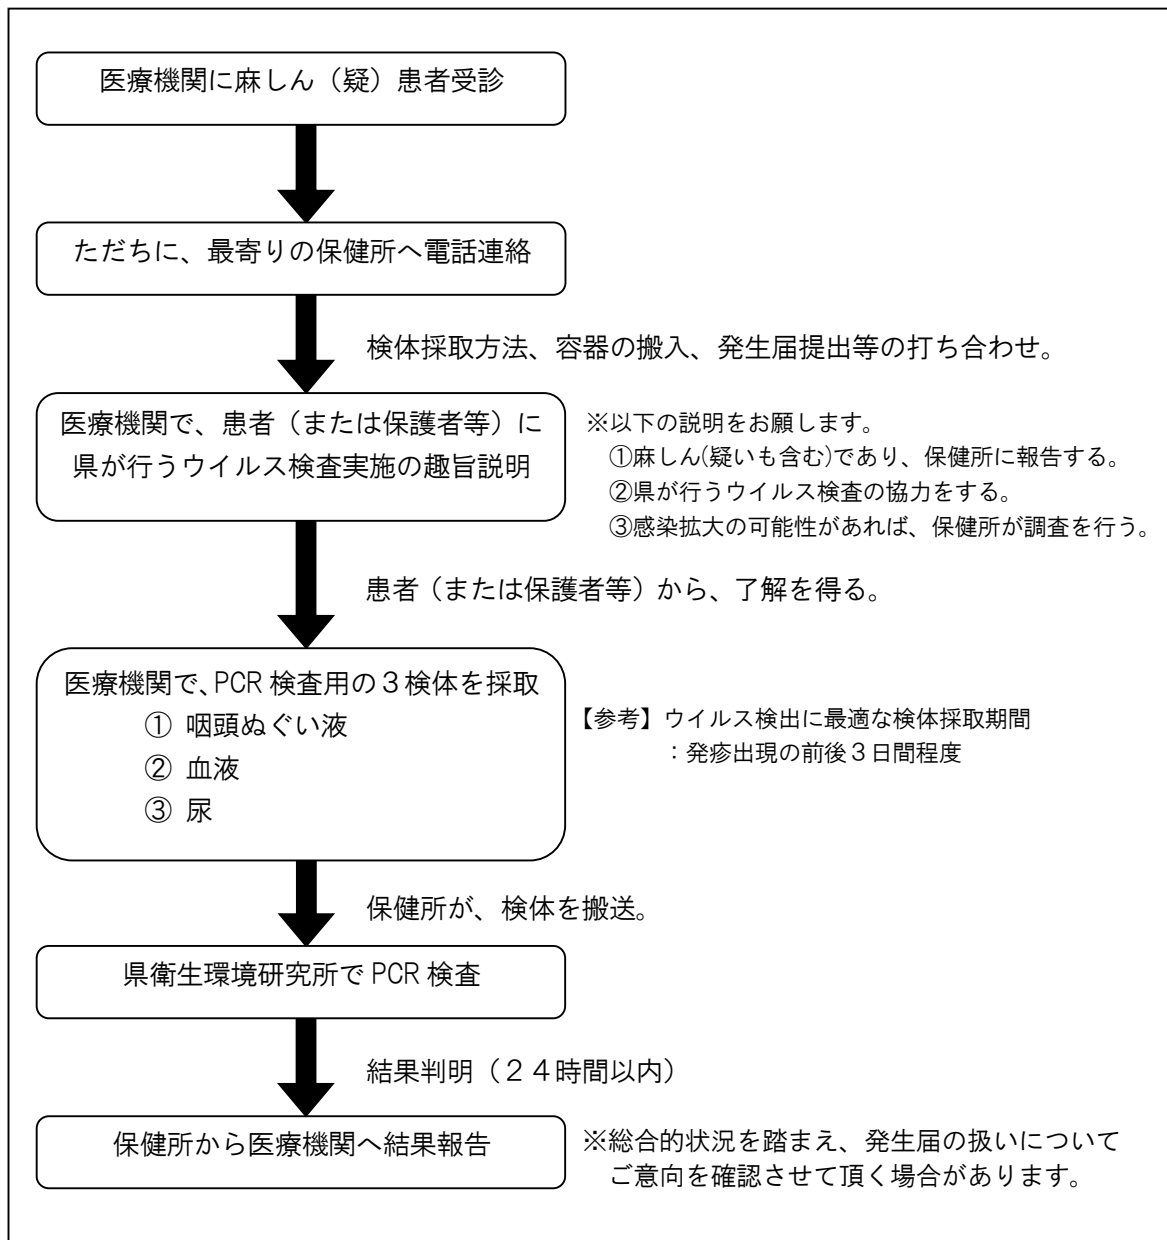 医療機関に麻しん（疑）患者受診
ただちに、最寄りの保健所へ電話連絡
検体採取方法、容器の搬入、発生届提出等の打ち合わせ。
医療機関で、患者（または保護者等）に
県が行うウイルス検査実施の趣旨説明
※以下の説明をお願します。
①麻しん(疑いも含む)であり、保健所に報告する。
②県が行うウイルス検査の協力をする。
③感染拡大の可能性があれば、保健所が調査を行う。
患者（または保護者等）から、了解を得る。
医療機関で、PCR 検査用の３検体を採取
① 咽頭ぬぐい液
② 血液
③ 尿
【参考】ウイルス検出に最適な検体採取期間
：発疹出現の前後３日間程度
保健所が、検体を搬送。
県衛生環境研究所で PCR 検査
結果判明（２４時間以内）
保健所から医療機関へ結果報告
※総合的状況を踏まえ、発生届の扱いについて
ご意向を確認させて頂く場合があります。